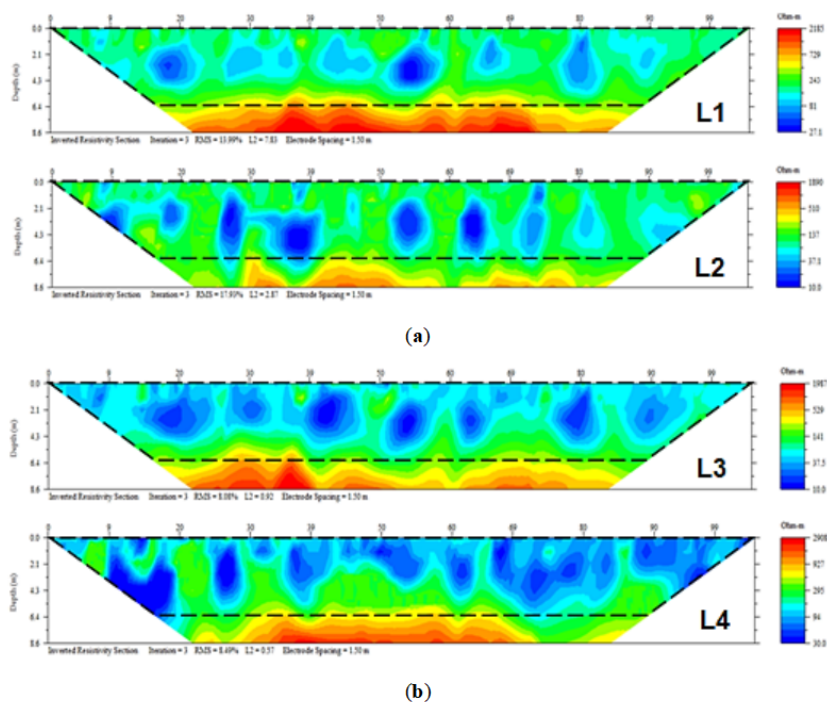 Ohm-m
0 9 20 30 39 50 60 69 80 90 99
0.0 2.1 4.3 6.4 8.6
Depth (m)
2185 729 243 81 27.1
L1
Inverted Resistivity Section Iteration = 3 RMS = 13.99% L2 = 7.83 Electrode Spacing = 1.50 m
Ohm-m
0 9 20 30 39 50 60 69 80 90 99
0.0 2.1 4.3 6.4 8.6
Depth (m)
1890 510 137 37.1 10.0
L2
Inverted Resistivity Section Iteration = 3 RMS = 17.93% L2 = 2.87 Electrode Spacing = 1.50 m
(a)
Ohm-m
0 9 20 30 39 50 60 69 80 90 99
0.0 2.1 4.3 6.4 8.6
Depth (m)
1987 529 141 37.5 10.0
L3
Inverted Resistivity Section Iteration = 3 RMS = 8.08% L2 = 0.92 Electrode Spacing = 1.50 m
Ohm-m
0 9 20 30 39 50 60 69 80 90 99
0.0 2.1 4.3 6.4 8.6
Depth (m)
2908 927 295 94 30.0
L4
Inverted Resistivity Section Iteration = 3 RMS = 8.49% L2 = 0.57 Electrode Spacing = 1.50 m
(b)